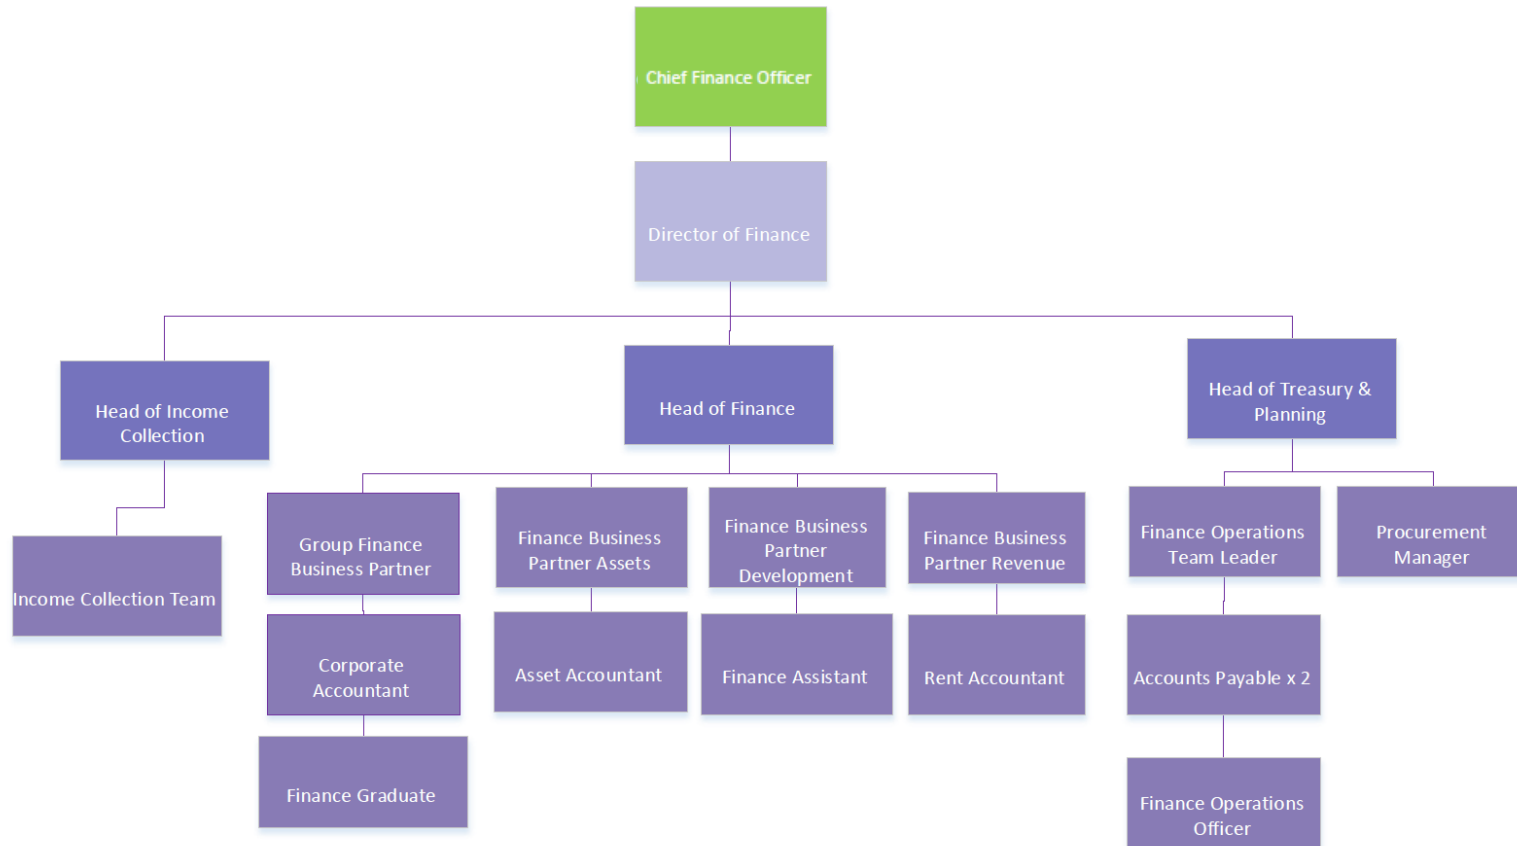 Chief Finance Officer
Director of Finance
Head of Income
Collection
Head of Finance
Head of Treasury &
Planning
Income Collection Team
Group Finance
Business Partner
Finance Business
Partner Assets
Finance Business
Partner
Development
Finance Business
Partner Revenue
Finance Operations
Team Leader
Procurement
Manager
Corporate
Accountant
Asset Accountant
Finance Assistant
Rent Accountant
Accounts Payable x 2
Finance Graduate
Finance Operations
Officer